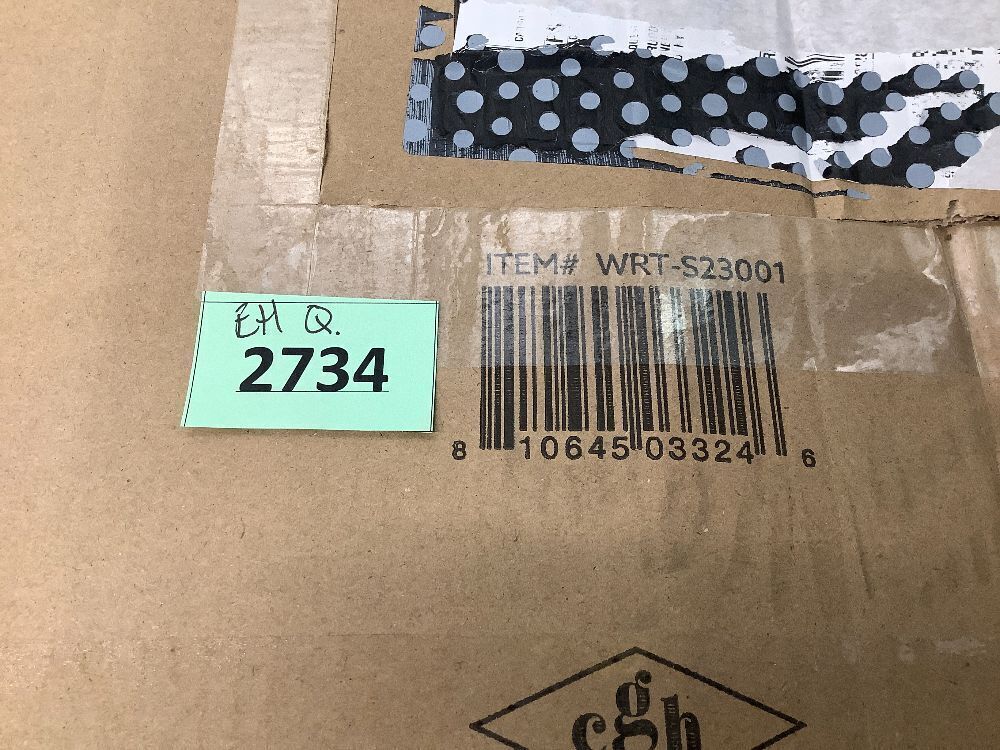 ITEM# WRT-S23001
EH Q.
2734
8 10645 03324 6
cgh